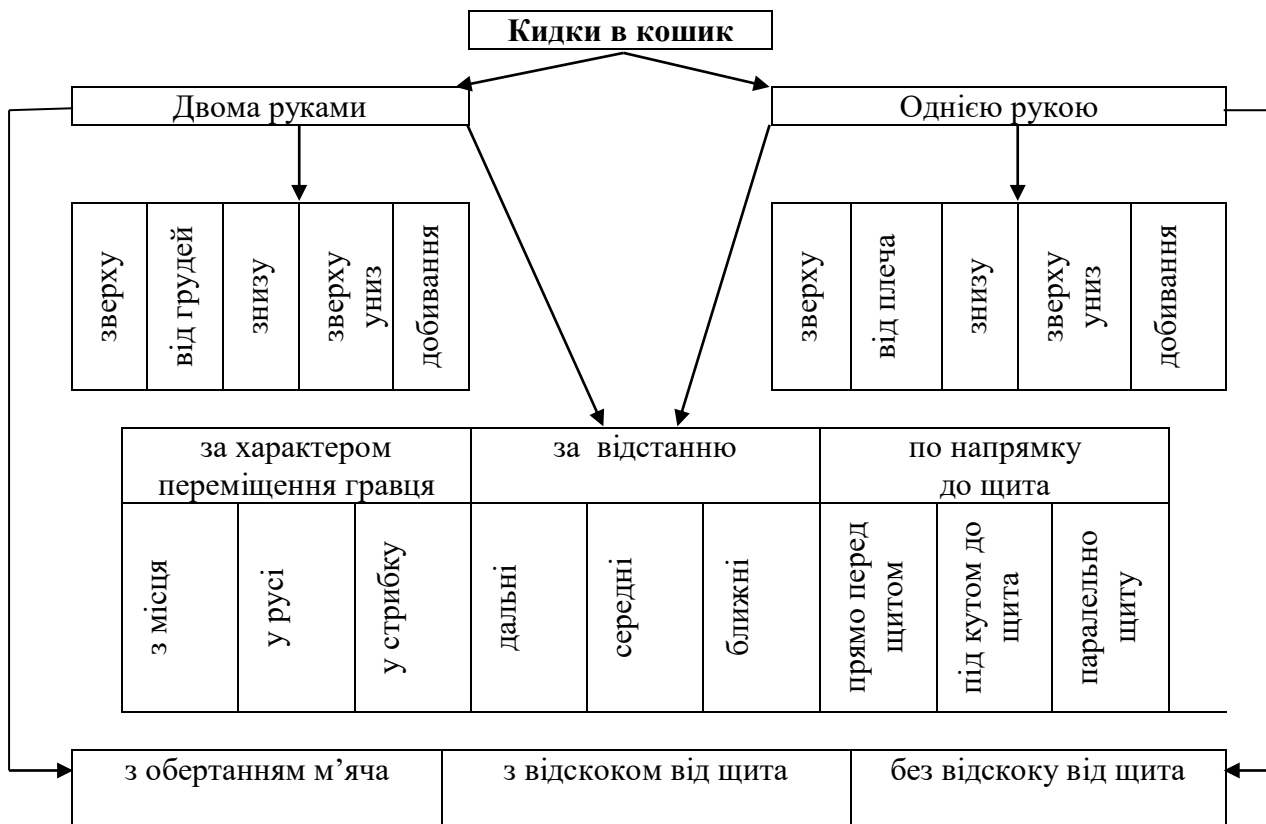 Кидки в кошик
Двома руками
Однією рукою
зверху
від грудей
знизу
зверху
униз
добивання
зверху
від плеча
знизу
зверху
униз
добивання
за характером
переміщення гравця
за відстанню
по напрямку
до щита
з місця
у русі
у стрибку
дальні
середні
ближні
прямо перед
щитом
під кутом до
щита
паралельно
щиту
з обертанням м’яча
з відскоком від щита
без відскоку від щита